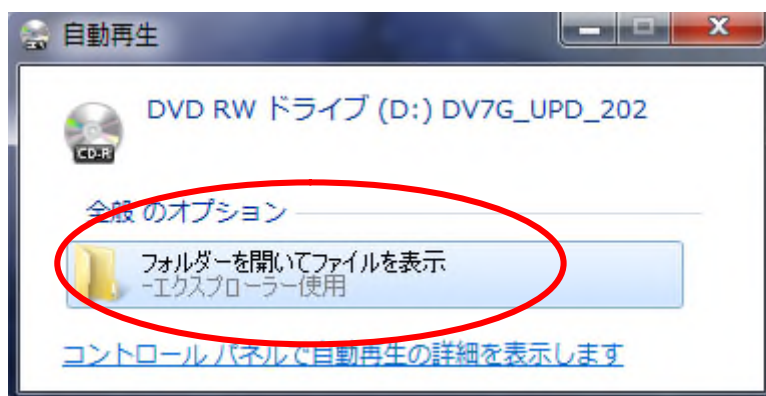 自動再生
DVD RW ドライブ (D:) DV7G_UPD_202
CD-R
全般 のオプション
フォルダーを開いてファイルを表示
-エクスプローラー使用
コントロール パネルで自動再生の詳細を表示します